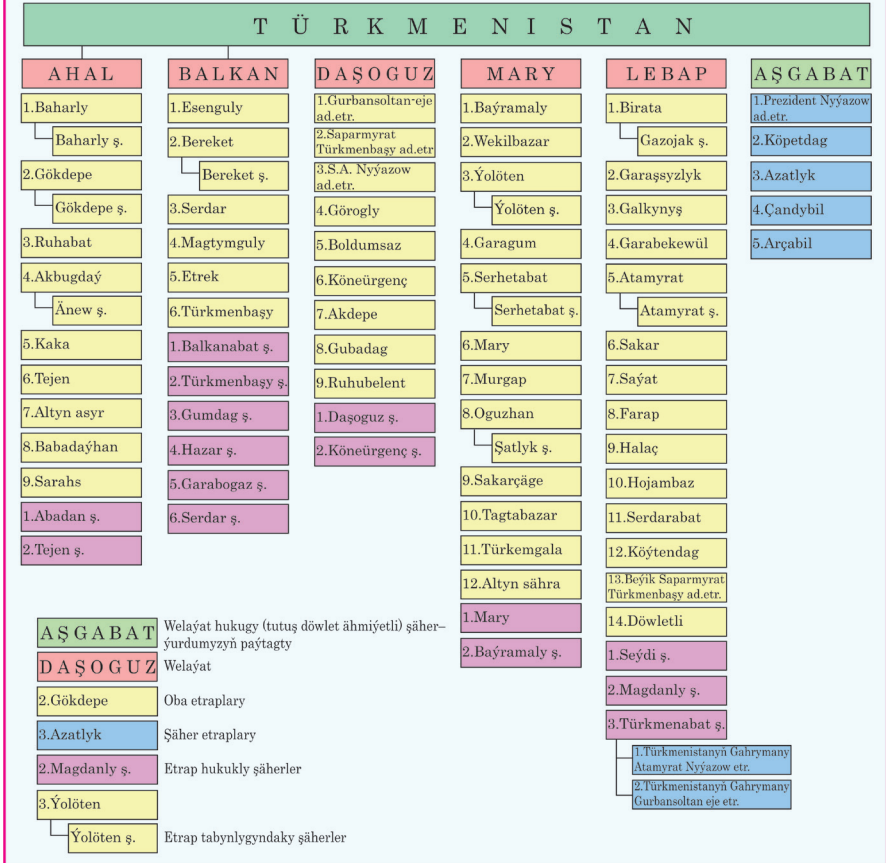 TÜRKMENISTAN
AHAL
1.Baharly
Baharly ş.
2.Gökdepe
Gökdepe ş.
3.Ruhabat
4.Akbugdaý
Änew ş.
5.Kaka
6.Tejen
7.Altyn asyr
8.Babadaýhan
9.Sarahs
1.Abadan ş.
2.Tejen ş.
BALKAN
1.Esenguly
2.Bereket
Bereket ş.
3.Serdar
4.Magtymguly
5.Etrek
6.Türkmenbaşy
1.Balkanabat ş.
2.Türkmenbaşy ş.
3.Gumdag ş.
4.Hazar ş.
5.Garabogaz ş.
6.Serdar ş.
DAŞOGUZ
1.Gurbansoltan-eje
ad.etr.
2.Saparmyrat
Türkmenbaşy ad.etr
3.S.A. Nyýazow
ad.etr.
4.Görogly
5.Boldumsaz
6.Köneürgenç
7.Akdepe
8.Gubadag
9.Ruhubelent
1.Daşoguz ş.
2.Köneürgenç ş.
MARY
1.Baýramaly
2.Wekilbazar
3.Ýolöten
Ýolöten ş.
4.Garagum
5.Serhetabat
Serhetabat ş.
6.Mary
7.Murgap
8.Oguzhan
Şatlyk ş.
9.Sakarçäge
10.Tagtabazar
11.Türkemgala
12.Altyn sähra
1.Mary
2.Baýramaly ş.
LEBAP
1.Birata
Gazojak ş.
2.Garaşsyzlyk
3.Galkynyş
4.Garabekewül
5.Atamyrat
Atamyrat ş.
6.Sakar
7.Saýat
8.Farap
9.Halaç
10.Hojambaz
11.Serdarabat
12.Köýtendag
13.Beýik Saparmyrat
Türkmenbaşy ad.etr.
14.Döwletli
1.Seýdi ş.
2.Magdanly ş.
3.Türkmenabat ş.
1.Türkmenistanyň Gahrymany
Atamyrat Nyýazow etr.
2.Türkmenistanyň Gahrymany
Gurbansoltan eje etr.
AŞGABAT
1.Prezident Nyýazow
ad.etr.
2.Köpetdag
3.Azatlyk
4.Çandybil
5.Arçabil
AŞGABAT
Welaýat hukugy (tutuş döwlet ähmiýetli) şäher–
ýurdumyzyň paýtagty
DAŞOGUZ
Welaýat
2.Gökdepe
Oba etraplary
3.Azatlyk
Şäher etraplary
2.Magdanly ş.
Etrap hukukly şäherler
3.Ýolöten
Ýolöten ş.
Etrap tabynlygyndaky şäherler